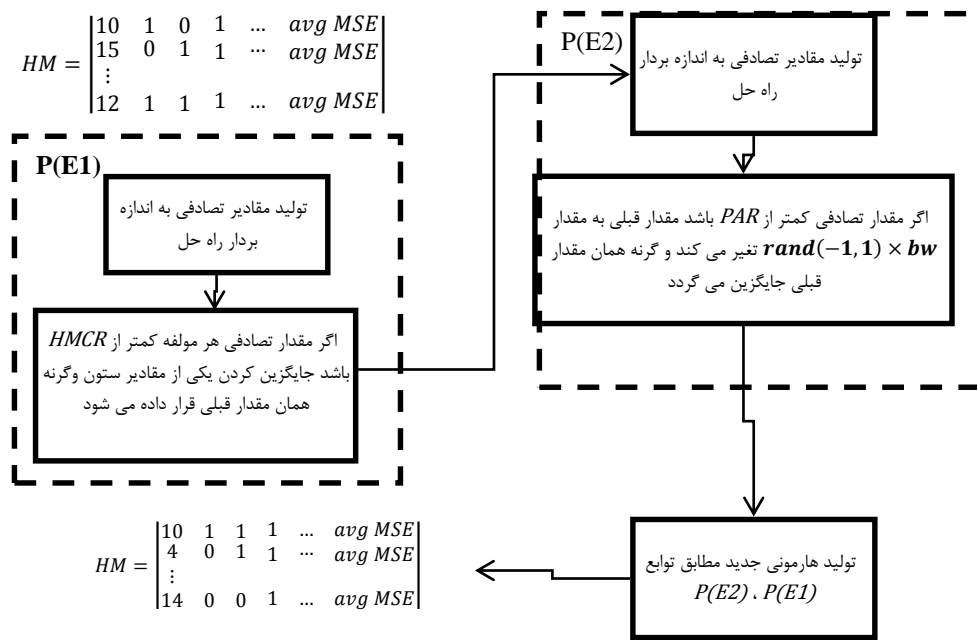 HM =
10 1 0 1 … avg MSE
15 0 1 1 ⋯ avg MSE
⋮
12 1 1 1 … avg MSE
P(E1)
تولید مقادیر تصادفی به اندازه
بردار راه حل
اگر مقدار تصادفی هر مولفه کمتر از HMCR
باشد جایگزین کردن یکی از مقادیر ستون وگرنه
همان مقدار قبلی قرار داده می شود
P(E2)
تولید مقادیر تصادفی به اندازه بردار
راه حل
اگر مقدار تصادفی کمتر از PAR باشد مقدار قبلی به مقدار
rand(−1, 1) × bw تغیر می کند و گرنه همان مقدار
قبلی جایگزین می گردد
تولید هارمونی جدید مطابق توابع
P(E2) ، P(E1)
HM =
10 1 1 1 … avg MSE
4 0 1 1 ⋯ avg MSE
⋮
14 0 0 1 … avg MSE